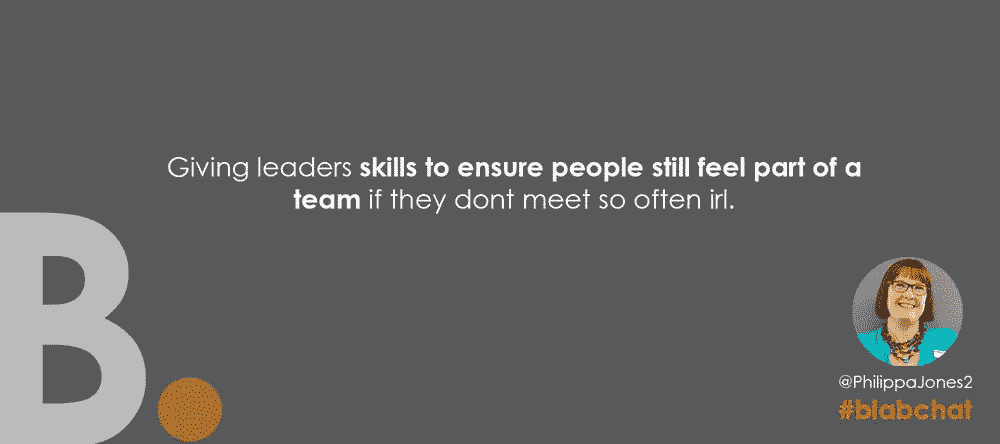 Giving leaders skills to ensure people still feel part of a
team if they dont meet so often irl.
B.
@PhilippaJones2
#blabchat